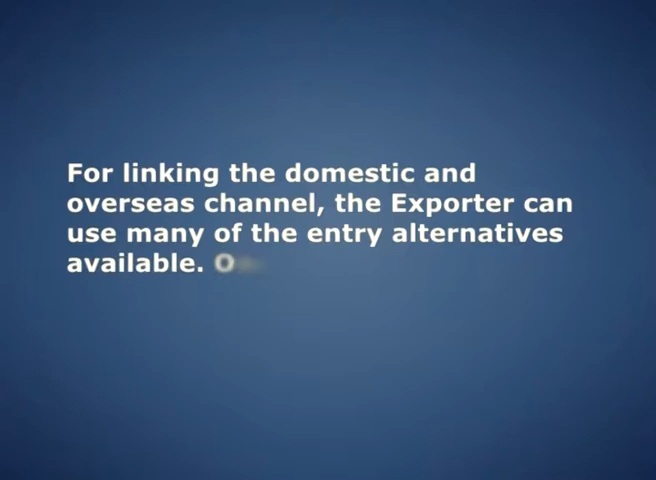 For linking the domestic and
overseas channel, the Exporter can
use many of the entry alternatives
available.